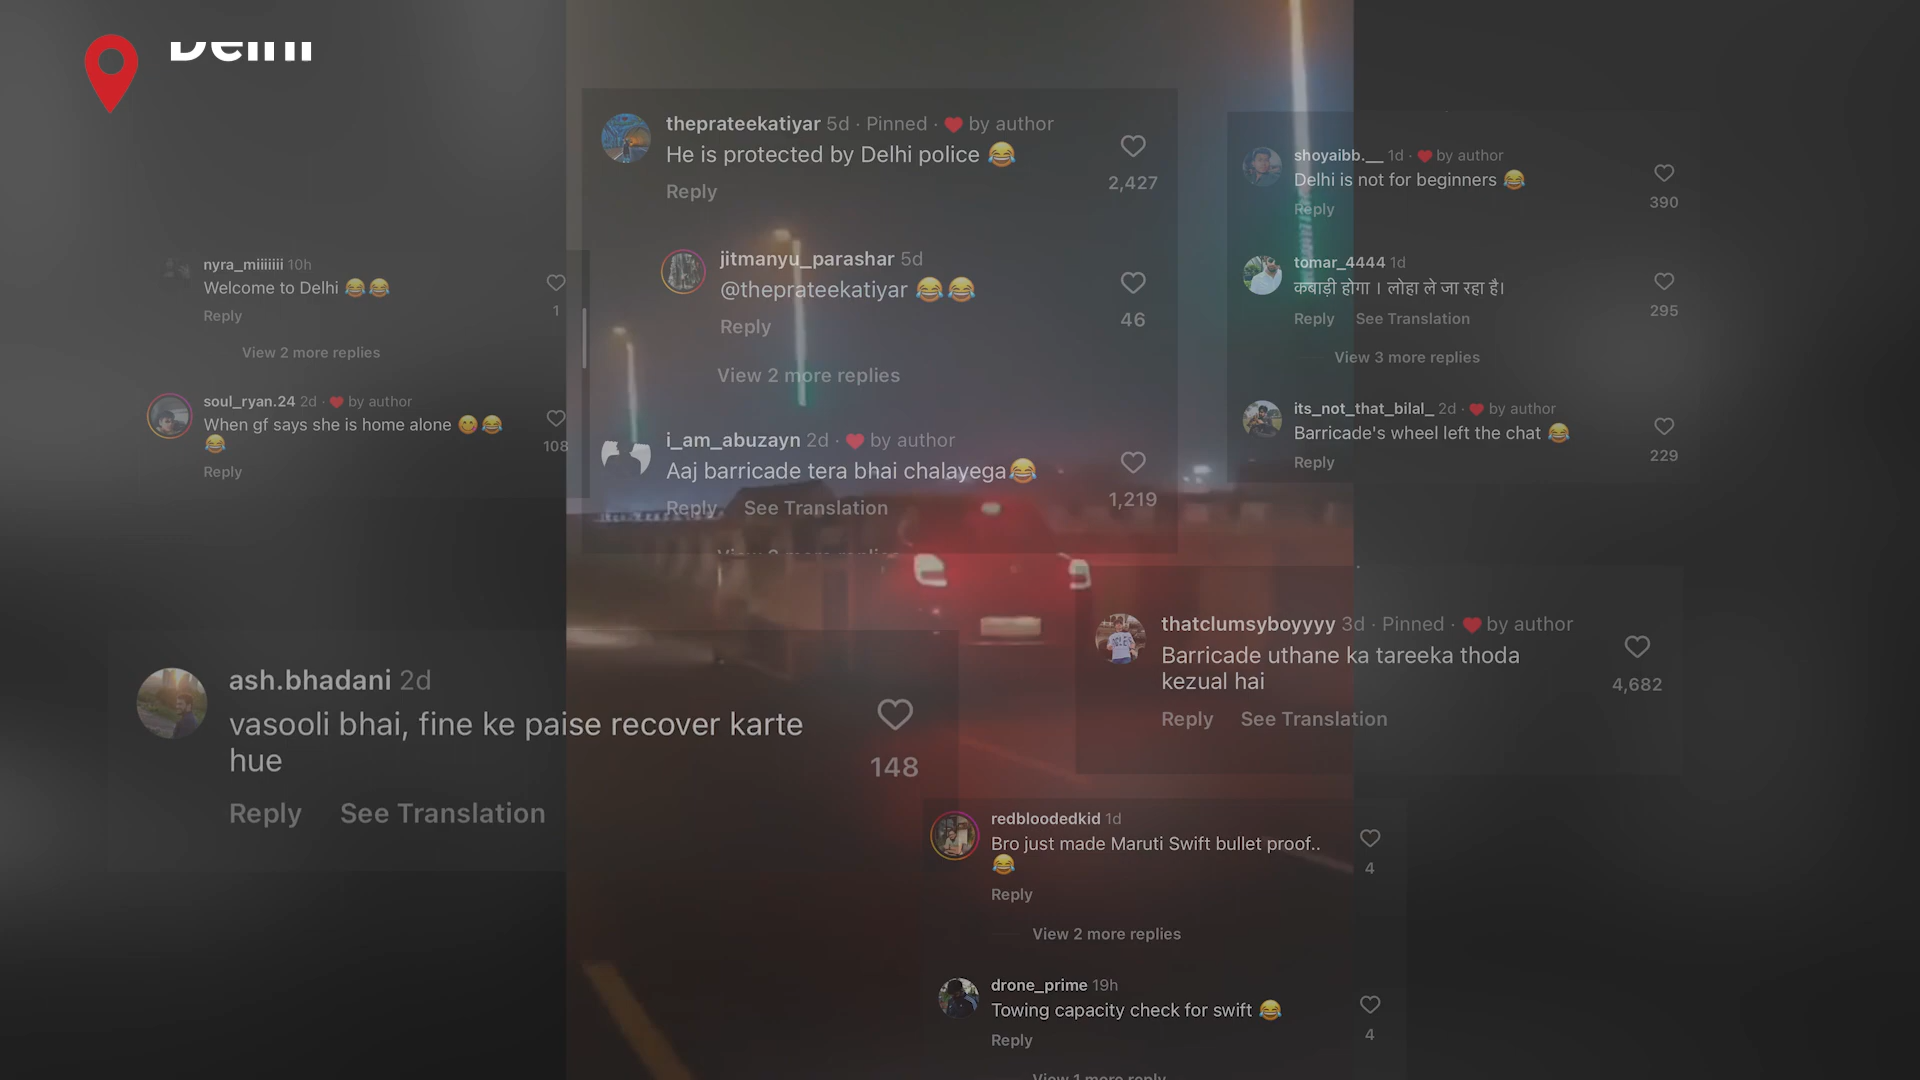 Delhi
theprateekatiyar 5d · Pinned · ❤️ by author
He is protected by Delhi police 😂
Reply
2,427
jitmanyu_parashar 5d
@theprateekatiyar 😂😂
Reply
46
View 2 more replies
i_am_abuzayn 2d · ❤️ by author
Aaj barricade tera bhai chalayega😂
Reply See Translation
1,219
shoyaibb.__ 1d · ❤️ by author
Delhi is not for beginners 😂
Reply
390
tomar_4444 1d
कबाड़ी होगा । लोहा ले जा रहा है।
Reply See Translation
295
View 3 more replies
its_not_that_bilal_ 2d · ❤️ by author
Barricade's wheel left the chat 😂
Reply
229
nyra_miiiiiii 10h
Welcome to Delhi 😂😂
Reply
1
View 2 more replies
soul_ryan.24 2d · ❤️ by author
When gf says she is home alone 😋😂
😂
Reply
108
ash.bhadani 2d
vasooli bhai, fine ke paise recover karte
hue
Reply See Translation
148
thatclumsyboyyyy 3d · Pinned · ❤️ by author
Barricade uthane ka tareeka thoda
kezual hai
Reply See Translation
4,682
redbloodedkid 1d
Bro just made Maruti Swift bullet proof..
😂
Reply
4
View 2 more replies
drone_prime 19h
Towing capacity check for swift 😂
Reply
4
View 1 more reply